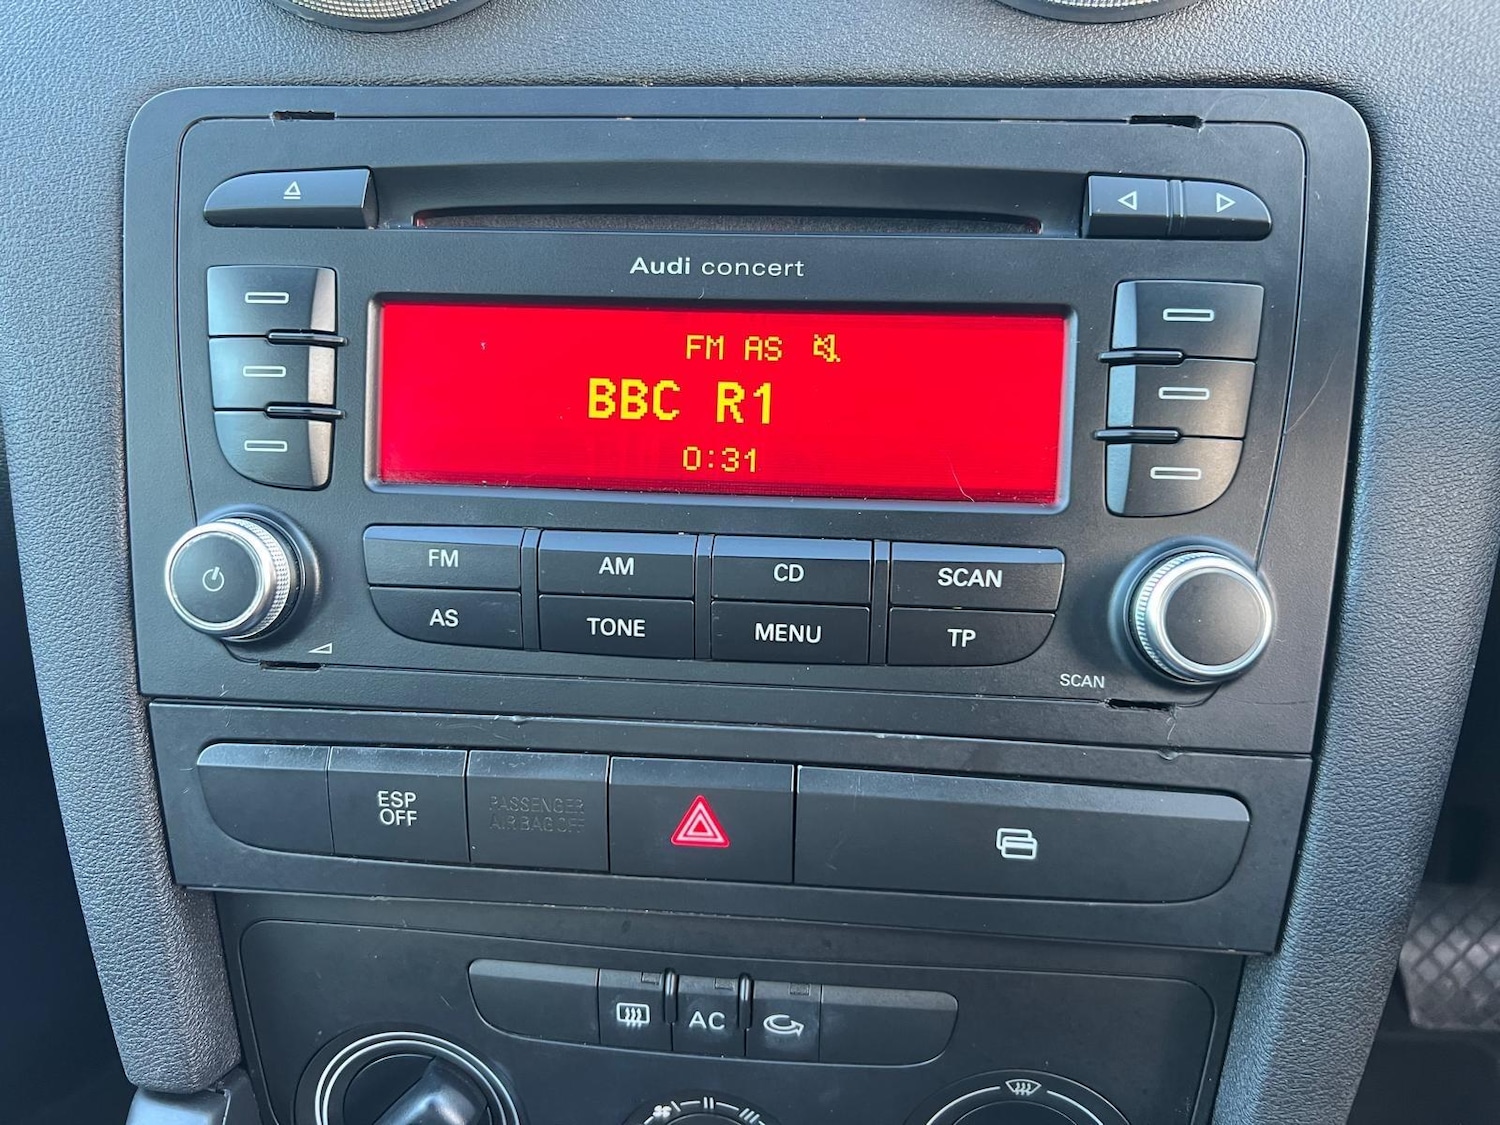 Audi concert
FM AS
BBC R1
0:31
FM AM CD SCAN
AS TONE MENU TP
SCAN
ESP
OFF
PASSENGER
AIR BAG OFF
AC